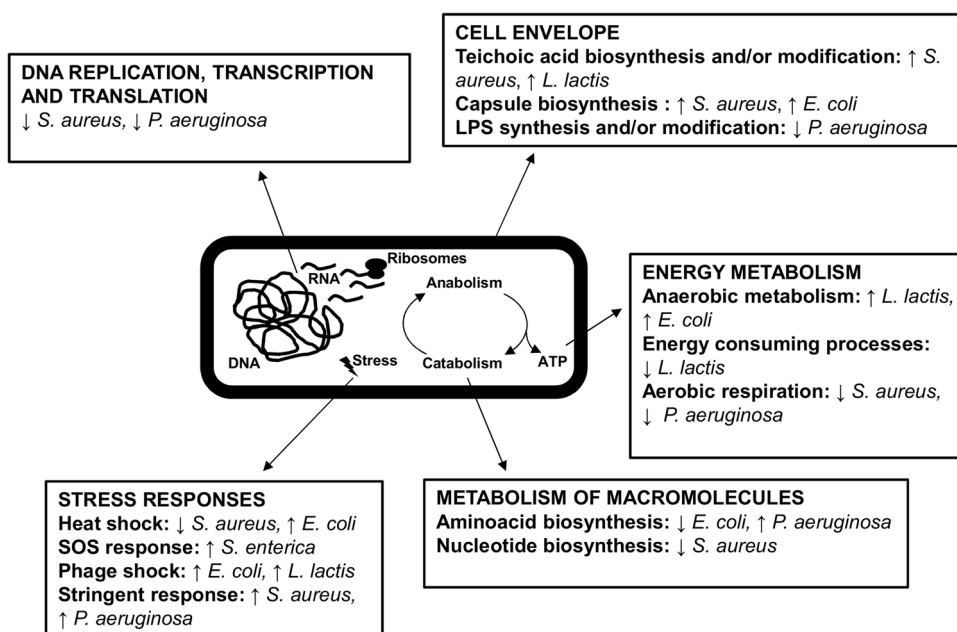 DNA REPLICATION, TRANSCRIPTION
AND TRANSLATION
↓ S. aureus, ↓ P. aeruginosa
CELL ENVELOPE
Teichoic acid biosynthesis and/or modification: ↑ S.
aureus, ↑ L. lactis
Capsule biosynthesis : ↑ S. aureus, ↑ E. coli
LPS synthesis and/or modification: ↓ P. aeruginosa
Ribosomes
RNA
Anabolism
DNA
Stress
Catabolism
ATP
ENERGY METABOLISM
Anaerobic metabolism: ↑ L. lactis,
↑ E. coli
Energy consuming processes:
↓ L. lactis
Aerobic respiration: ↓ S. aureus,
↓ P. aeruginosa
STRESS RESPONSES
Heat shock: ↓ S. aureus, ↑ E. coli
SOS response: ↑ S. enterica
Phage shock: ↑ E. coli, ↑ L. lactis
Stringent response: ↑ S. aureus,
↑ P. aeruginosa
METABOLISM OF MACROMOLECULES
Aminoacid biosynthesis: ↓ E. coli, ↑ P. aeruginosa
Nucleotide biosynthesis: ↓ S. aureus